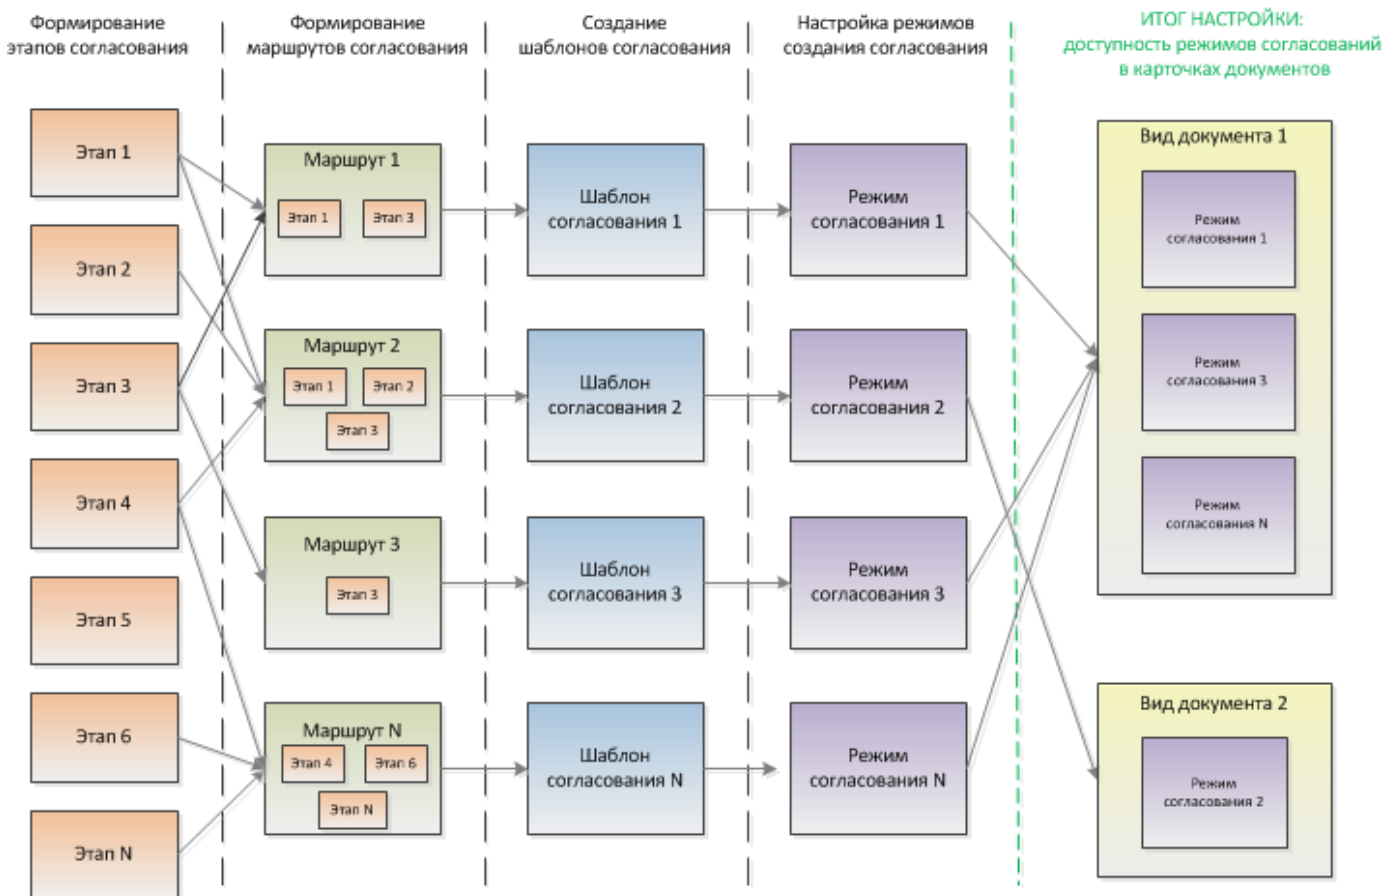 Формирование
этапов согласования
Формирование
маршрутов согласования
Создание
шаблонов согласования
Настройка режимов
создания согласования
ИТОГ НАСТРОЙКИ:
доступность режимов согласований
в карточках документов
Этап 1
Этап 2
Этап 3
Этап 4
Этап 5
Этап 6
Этап N
Маршрут 1
Этап 1
Этап 3
Маршрут 2
Этап 1
Этап 2
Этап 3
Маршрут 3
Этап 3
Маршрут N
Этап 4
Этап 6
Этап N
Шаблон
согласования 1
Шаблон
согласования 2
Шаблон
согласования 3
Шаблон
согласования N
Режим
согласования 1
Режим
согласования 2
Режим
согласования 3
Режим
согласования N
Вид документа 1
Режим
согласования 1
Режим
согласования 3
Режим
согласования N
Вид документа 2
Режим
согласования 2